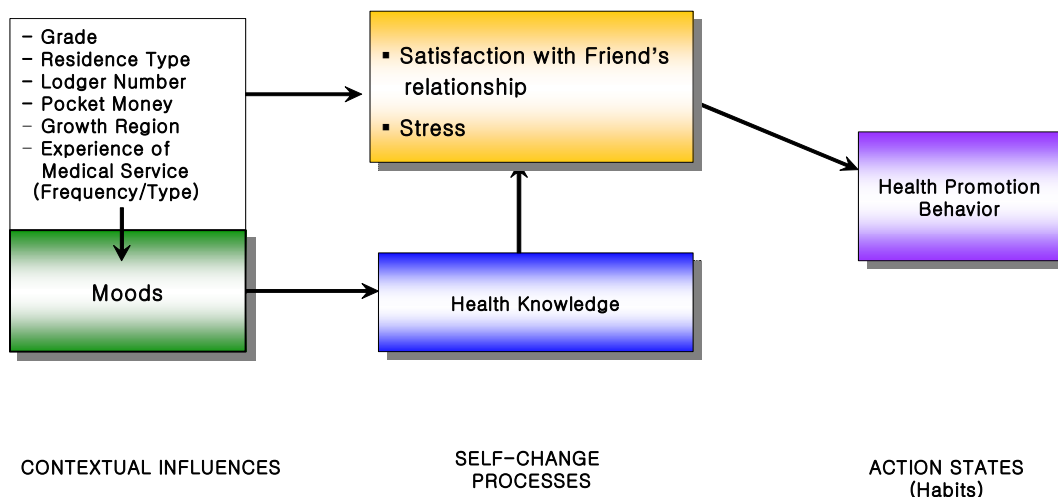 – Grade
– Residence Type
– Lodger Number
– Pocket Money
– Growth Region
– Experience of
Medical Service
(Frequency/Type)
Moods
▪ Satisfaction with Friend's
relationship
▪ Stress
Health Knowledge
Health Promotion
Behavior
CONTEXTUAL INFLUENCES
SELF-CHANGE
PROCESSES
ACTION STATES
(Habits)